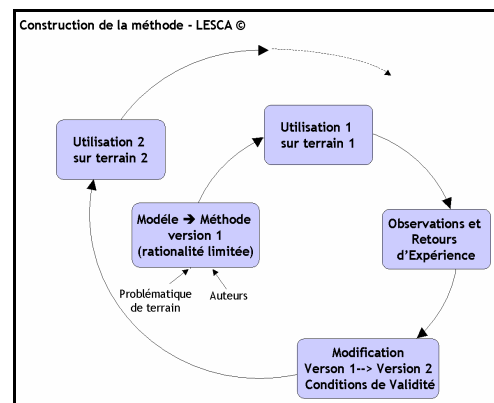 Construction de la méthode - LESCA ©
Utilisation 2
sur terrain 2
Utilisation 1
sur terrain 1
Modéle ➔ Méthode
version 1
(rationalité limitée)
Problématique
de terrain
Auteurs
Observations et
Retours
d'Expérience
Modification
Verson 1--> Version 2
Conditions de Validité